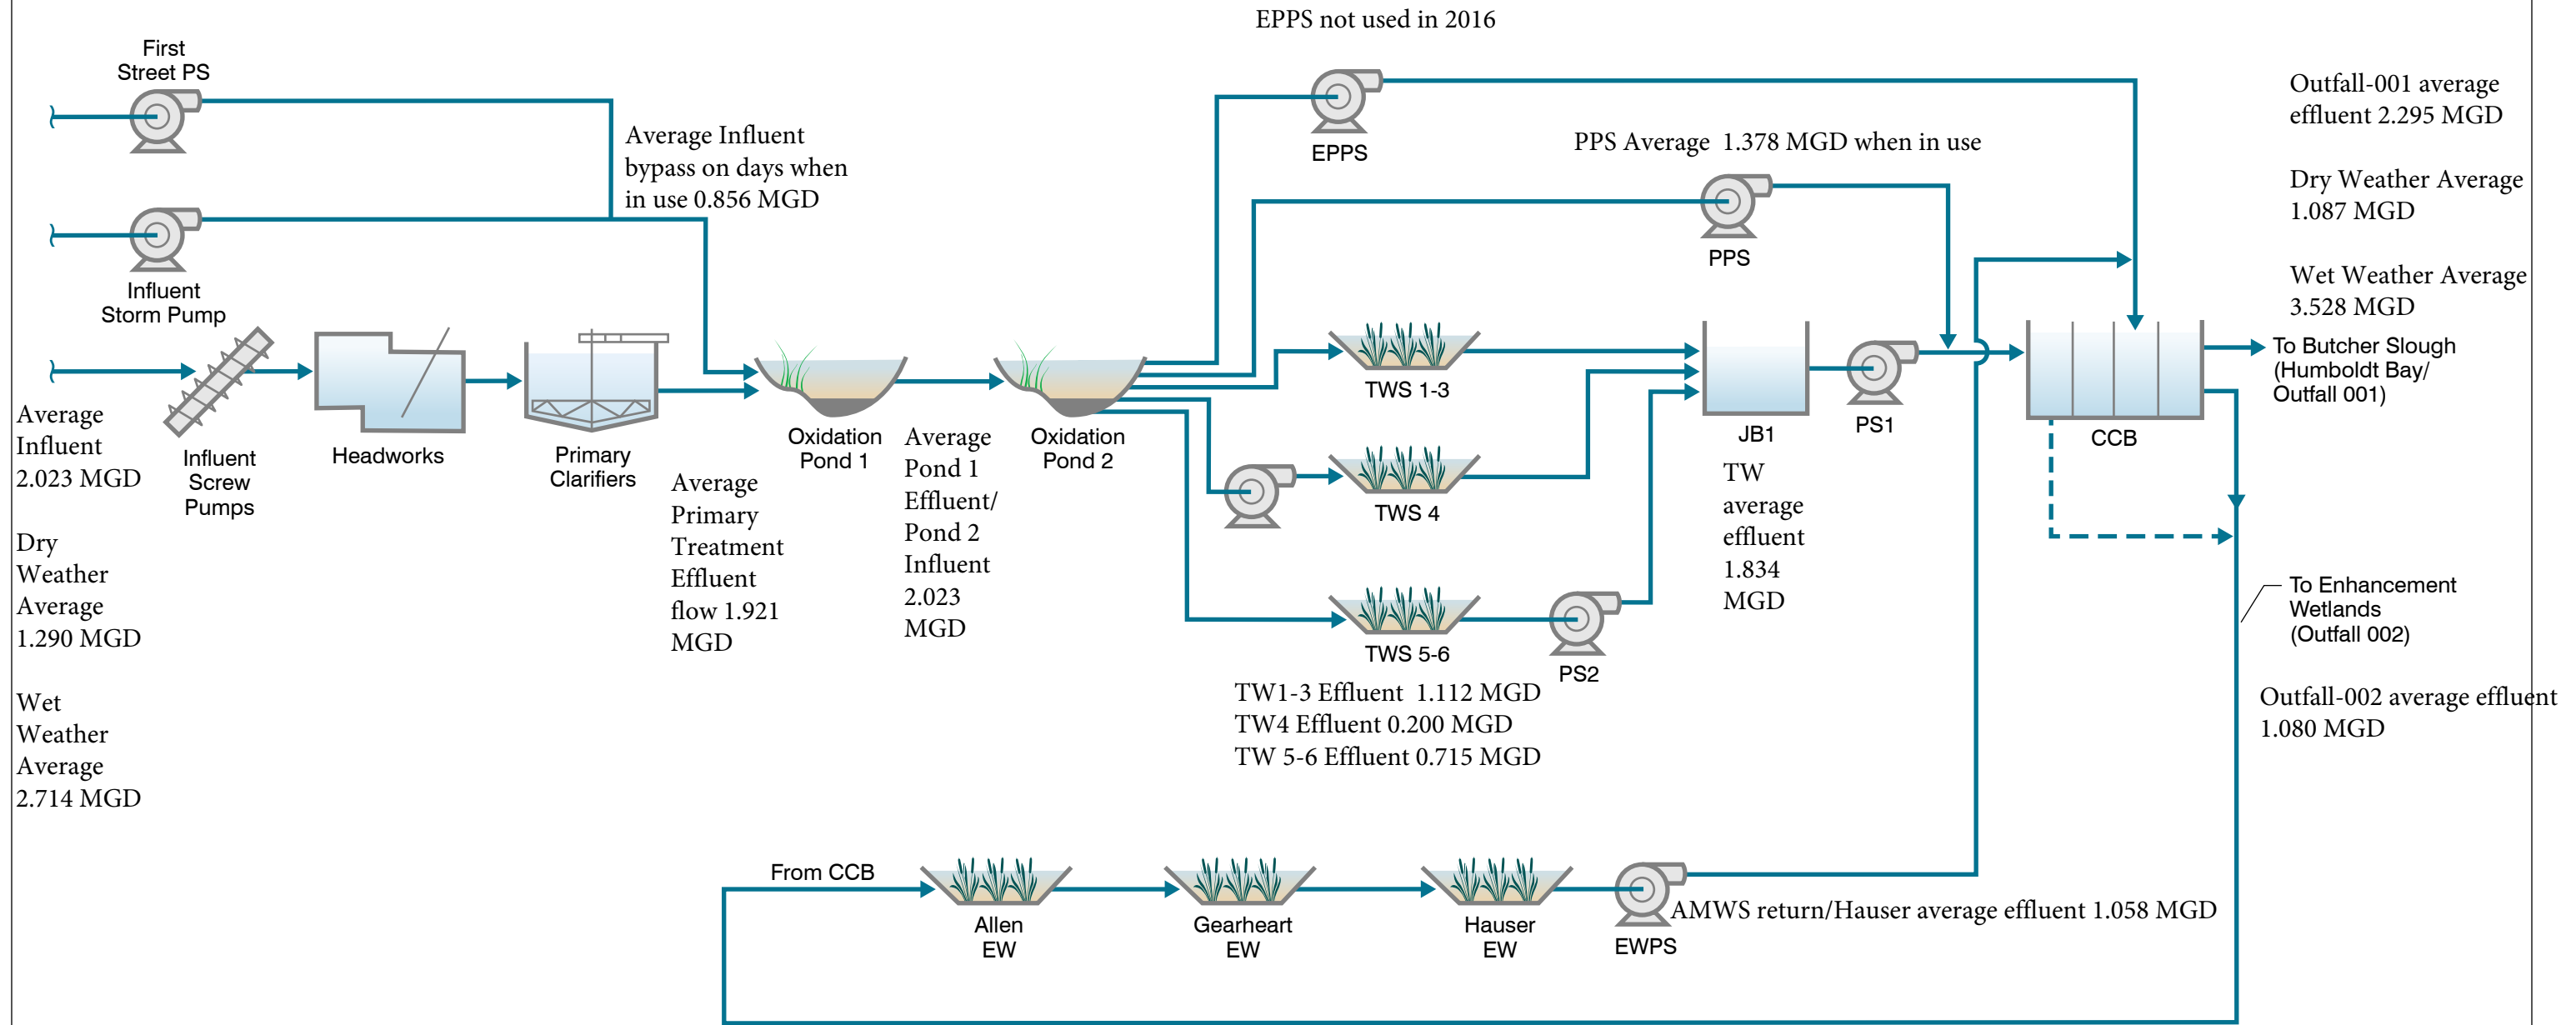 EPPS not used in 2016
First
Street PS
Average Influent
bypass on days when
in use 0.856 MGD
Influent
Storm Pump
EPPS
PPS Average  1.378 MGD when in use
PPS
Outfall-001 average
effluent 2.295 MGD
Dry Weather Average
1.087 MGD
Wet Weather Average
3.528 MGD
To Butcher Slough
(Humboldt Bay/
Outfall 001)
Average
Influent
2.023 MGD
Dry
Weather
Average
1.290 MGD
Wet
Weather
Average
2.714 MGD
Influent
Screw
Pumps
Headworks
Primary
Clarifiers
Average
Primary
Treatment
Effluent
flow 1.921
MGD
Oxidation
Pond 1
Average
Pond 1
Effluent/
Pond 2
Influent
2.023
MGD
Oxidation
Pond 2
TWS 1-3
TWS 4
TWS 5-6
PS2
TW1-3 Effluent  1.112 MGD
TW4 Effluent 0.200 MGD
TW 5-6 Effluent 0.715 MGD
JB1
TW
average
effluent
1.834
MGD
PS1
CCB
To Enhancement
Wetlands
(Outfall 002)
Outfall-002 average effluent
1.080 MGD
From CCB
Allen
EW
Gearheart
EW
Hauser
EW
EWPS
AMWS return/Hauser average effluent 1.058 MGD